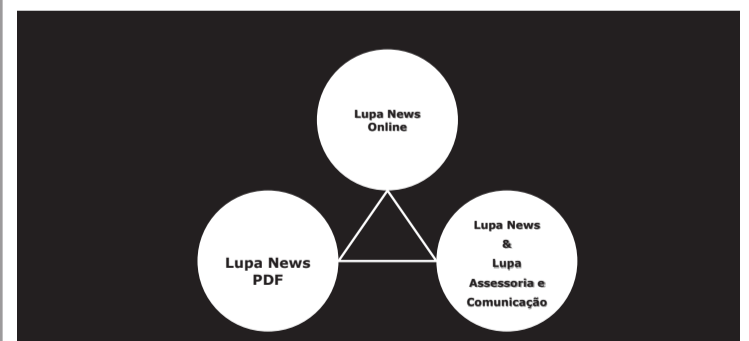 Lupa News
Online
Lupa News
PDF
Lupa News
&
Lupa
Assessoria e
Comunicação